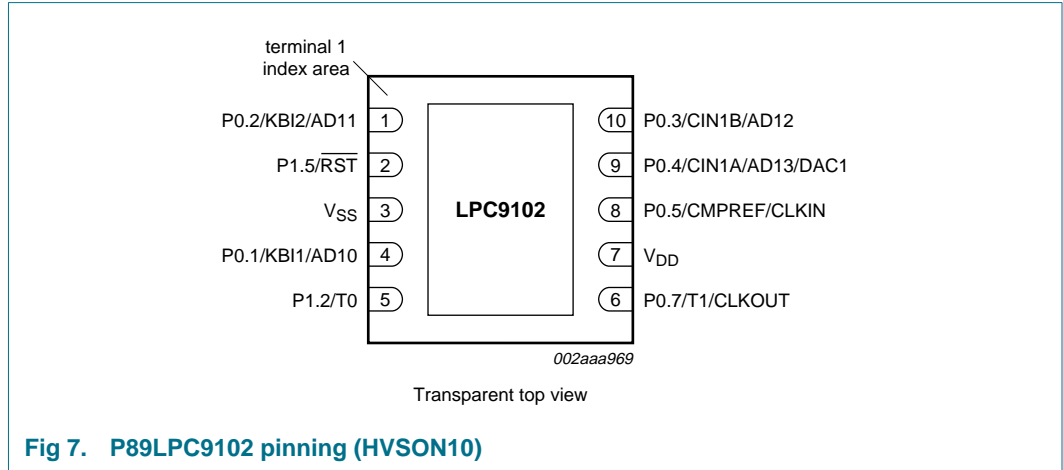 terminal 1
index area
P0.2/KBI2/AD11 1 10 P0.3/CIN1B/AD12
P1.5/RST 2 9 P0.4/CIN1A/AD13/DAC1
VSS 3 LPC9102 8 P0.5/CMPREF/CLKIN
P0.1/KBI1/AD10 4 7 VDD
P1.2/T0 5 6 P0.7/T1/CLKOUT
002aaa969
Transparent top view
Fig 7. P89LPC9102 pinning (HVSON10)